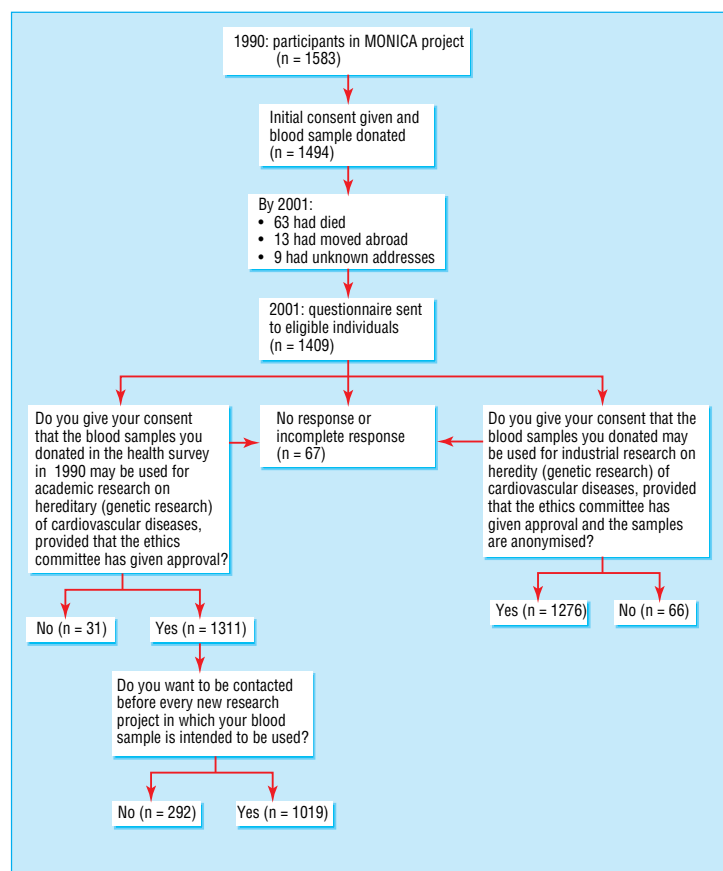 1990: participants in MONICA project
(n = 1583)
Initial consent given and
blood sample donated
(n = 1494)
By 2001:
• 63 had died
• 13 had moved abroad
• 9 had unknown addresses
2001: questionnaire sent
to eligible individuals
(n = 1409)
Do you give your consent
that the blood samples you
donated in the health survey
in 1990 may be used for
academic research on
hereditary (genetic research)
of cardiovascular diseases,
provided that the ethics
committee has given approval?
No response or
incomplete response
(n = 67)
Do you give your consent that the
blood samples you donated may
be used for industrial research on
heredity (genetic research) of
cardiovascular diseases, provided
that the ethics committee has
given approval and the samples
are anonymised?
No (n = 31)
Yes (n = 1311)
Yes (n = 1276)
No (n = 66)
Do you want to be contacted
before every new research
project in which your blood
sample is intended to be used?
No (n = 292)
Yes (n = 1019)